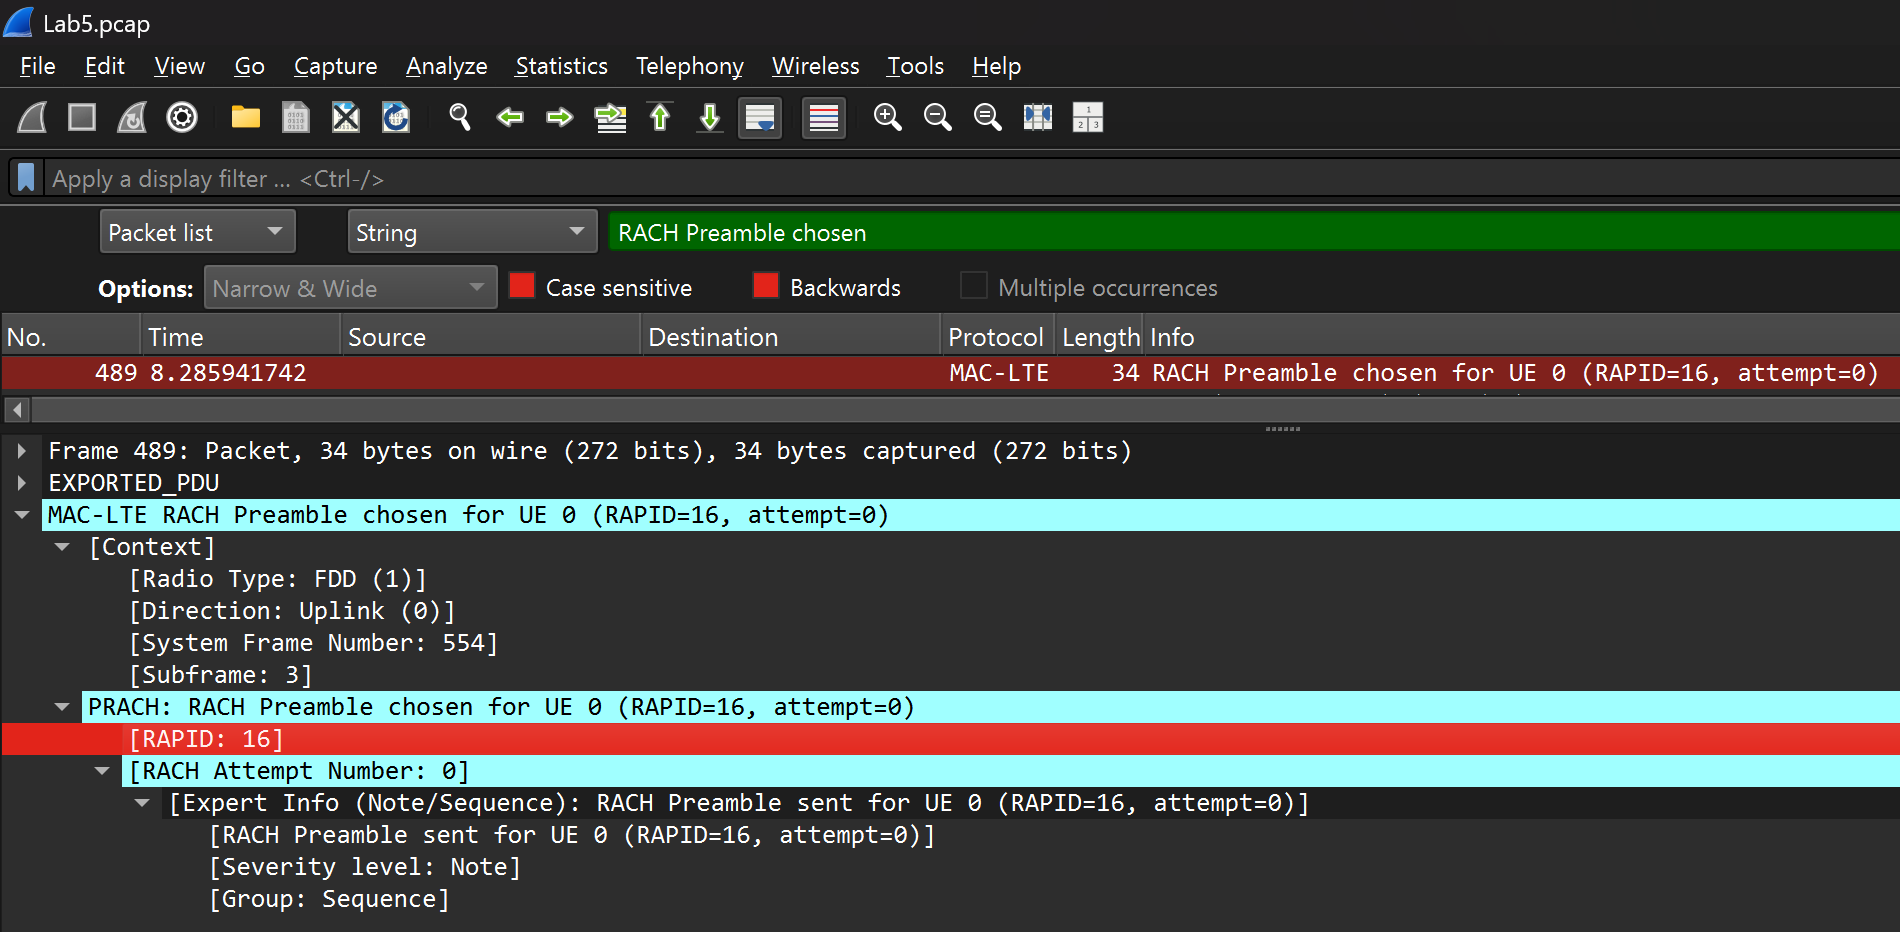 Lab5.pcap
File Edit View Go Capture Analyze Statistics Telephony Wireless Tools Help
Apply a display filter ... <Ctrl-/>
Packet list String RACH Preamble chosen
Options: Narrow & Wide Case sensitive Backwards Multiple occurrences
No. Time Source Destination Protocol Length Info
489 8.285941742 MAC-LTE 34 RACH Preamble chosen for UE 0 (RAPID=16, attempt=0)
Frame 489: Packet, 34 bytes on wire (272 bits), 34 bytes captured (272 bits)
EXPORTED_PDU
MAC-LTE RACH Preamble chosen for UE 0 (RAPID=16, attempt=0)
[Context]
[Radio Type: FDD (1)]
[Direction: Uplink (0)]
[System Frame Number: 554]
[Subframe: 3]
PRACH: RACH Preamble chosen for UE 0 (RAPID=16, attempt=0)
[RAPID: 16]
[RACH Attempt Number: 0]
[Expert Info (Note/Sequence): RACH Preamble sent for UE 0 (RAPID=16, attempt=0)]
[RACH Preamble sent for UE 0 (RAPID=16, attempt=0)]
[Severity level: Note]
[Group: Sequence]